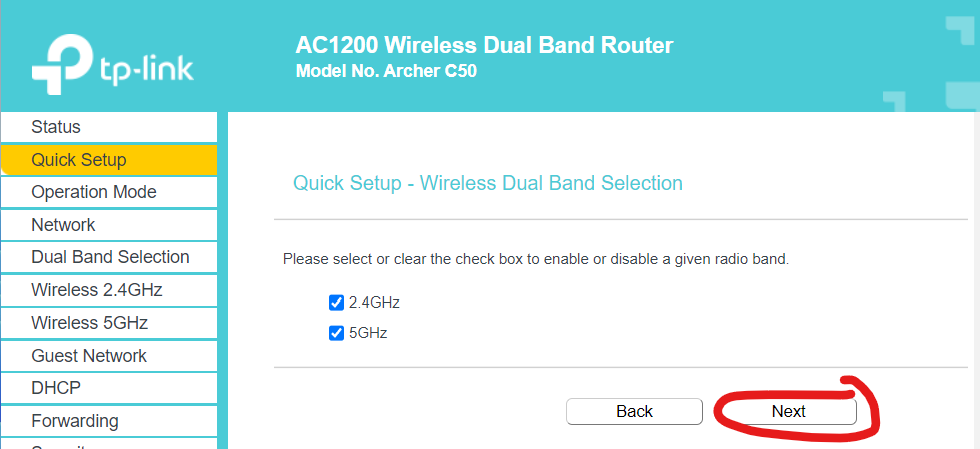 tp-link
AC1200 Wireless Dual Band Router
Model No. Archer C50
Status
Quick Setup
Operation Mode
Network
Dual Band Selection
Wireless 2.4GHz
Wireless 5GHz
Guest Network
DHCP
Forwarding
Quick Setup - Wireless Dual Band Selection
Please select or clear the check box to enable or disable a given radio band.
2.4GHz
5GHz
Back Next